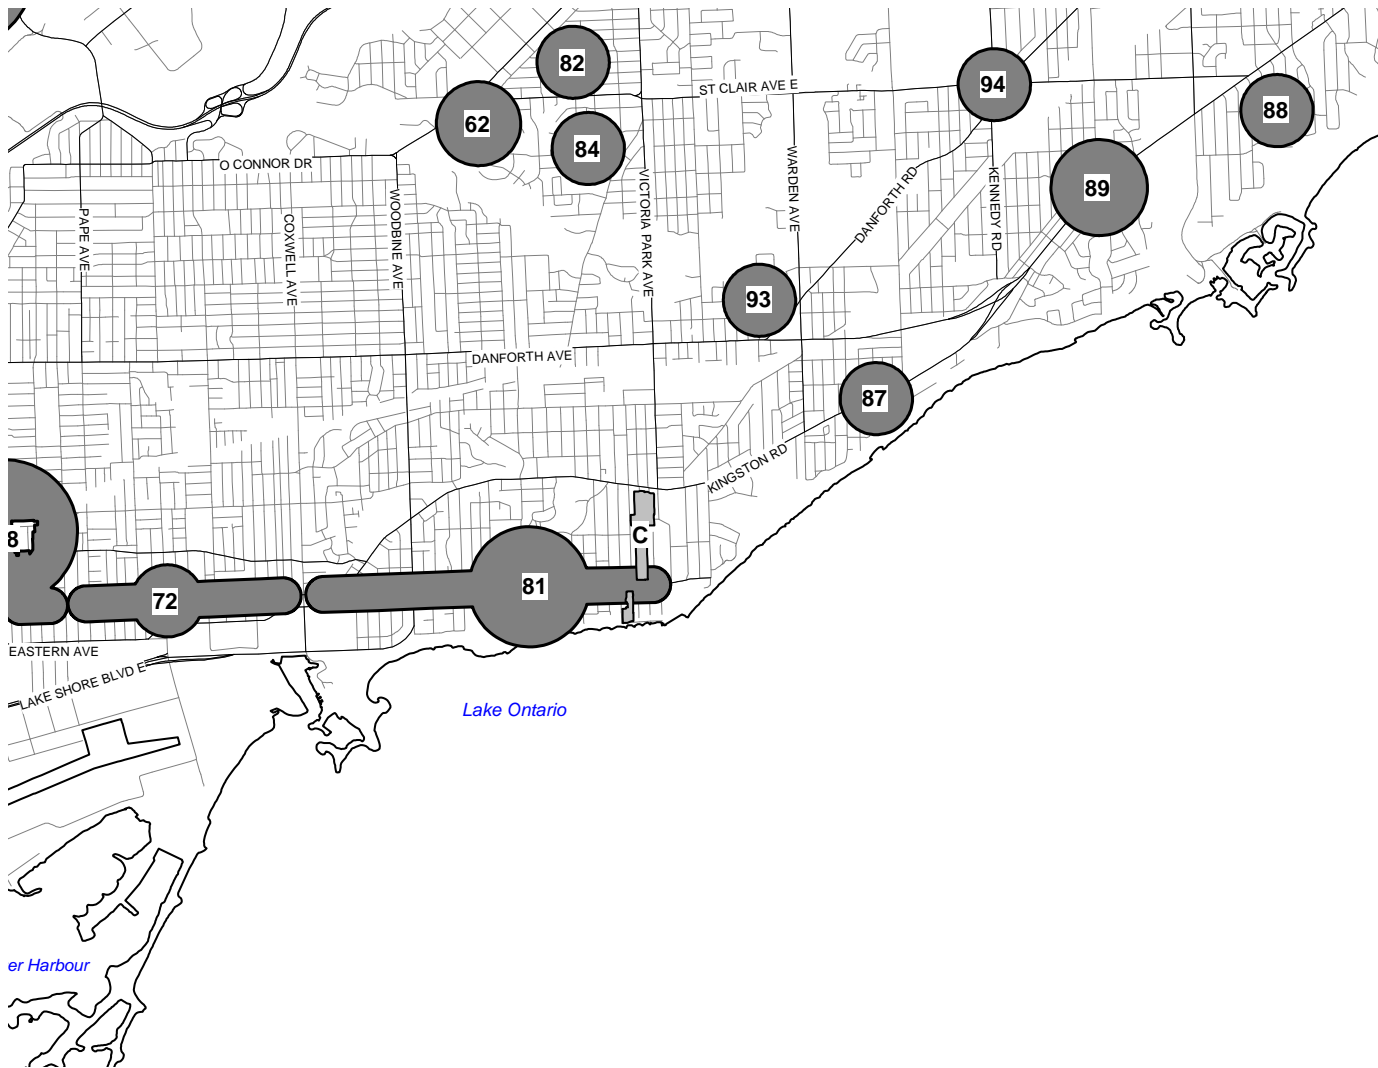 82
94
ST CLAIR AVE E
88
62
84
O CONNOR DR
WARDEN AVE
DANFORTH RD
KENNEDY RD
89
PAPE AVE
COXWELL AVE
WOODBINE AVE
VICTORIA PARK AVE
93
DANFORTH AVE
87
KINGSTON RD
8
C
72
81
EASTERN AVE
LAKE SHORE BLVD E
Lake Ontario
er Harbour